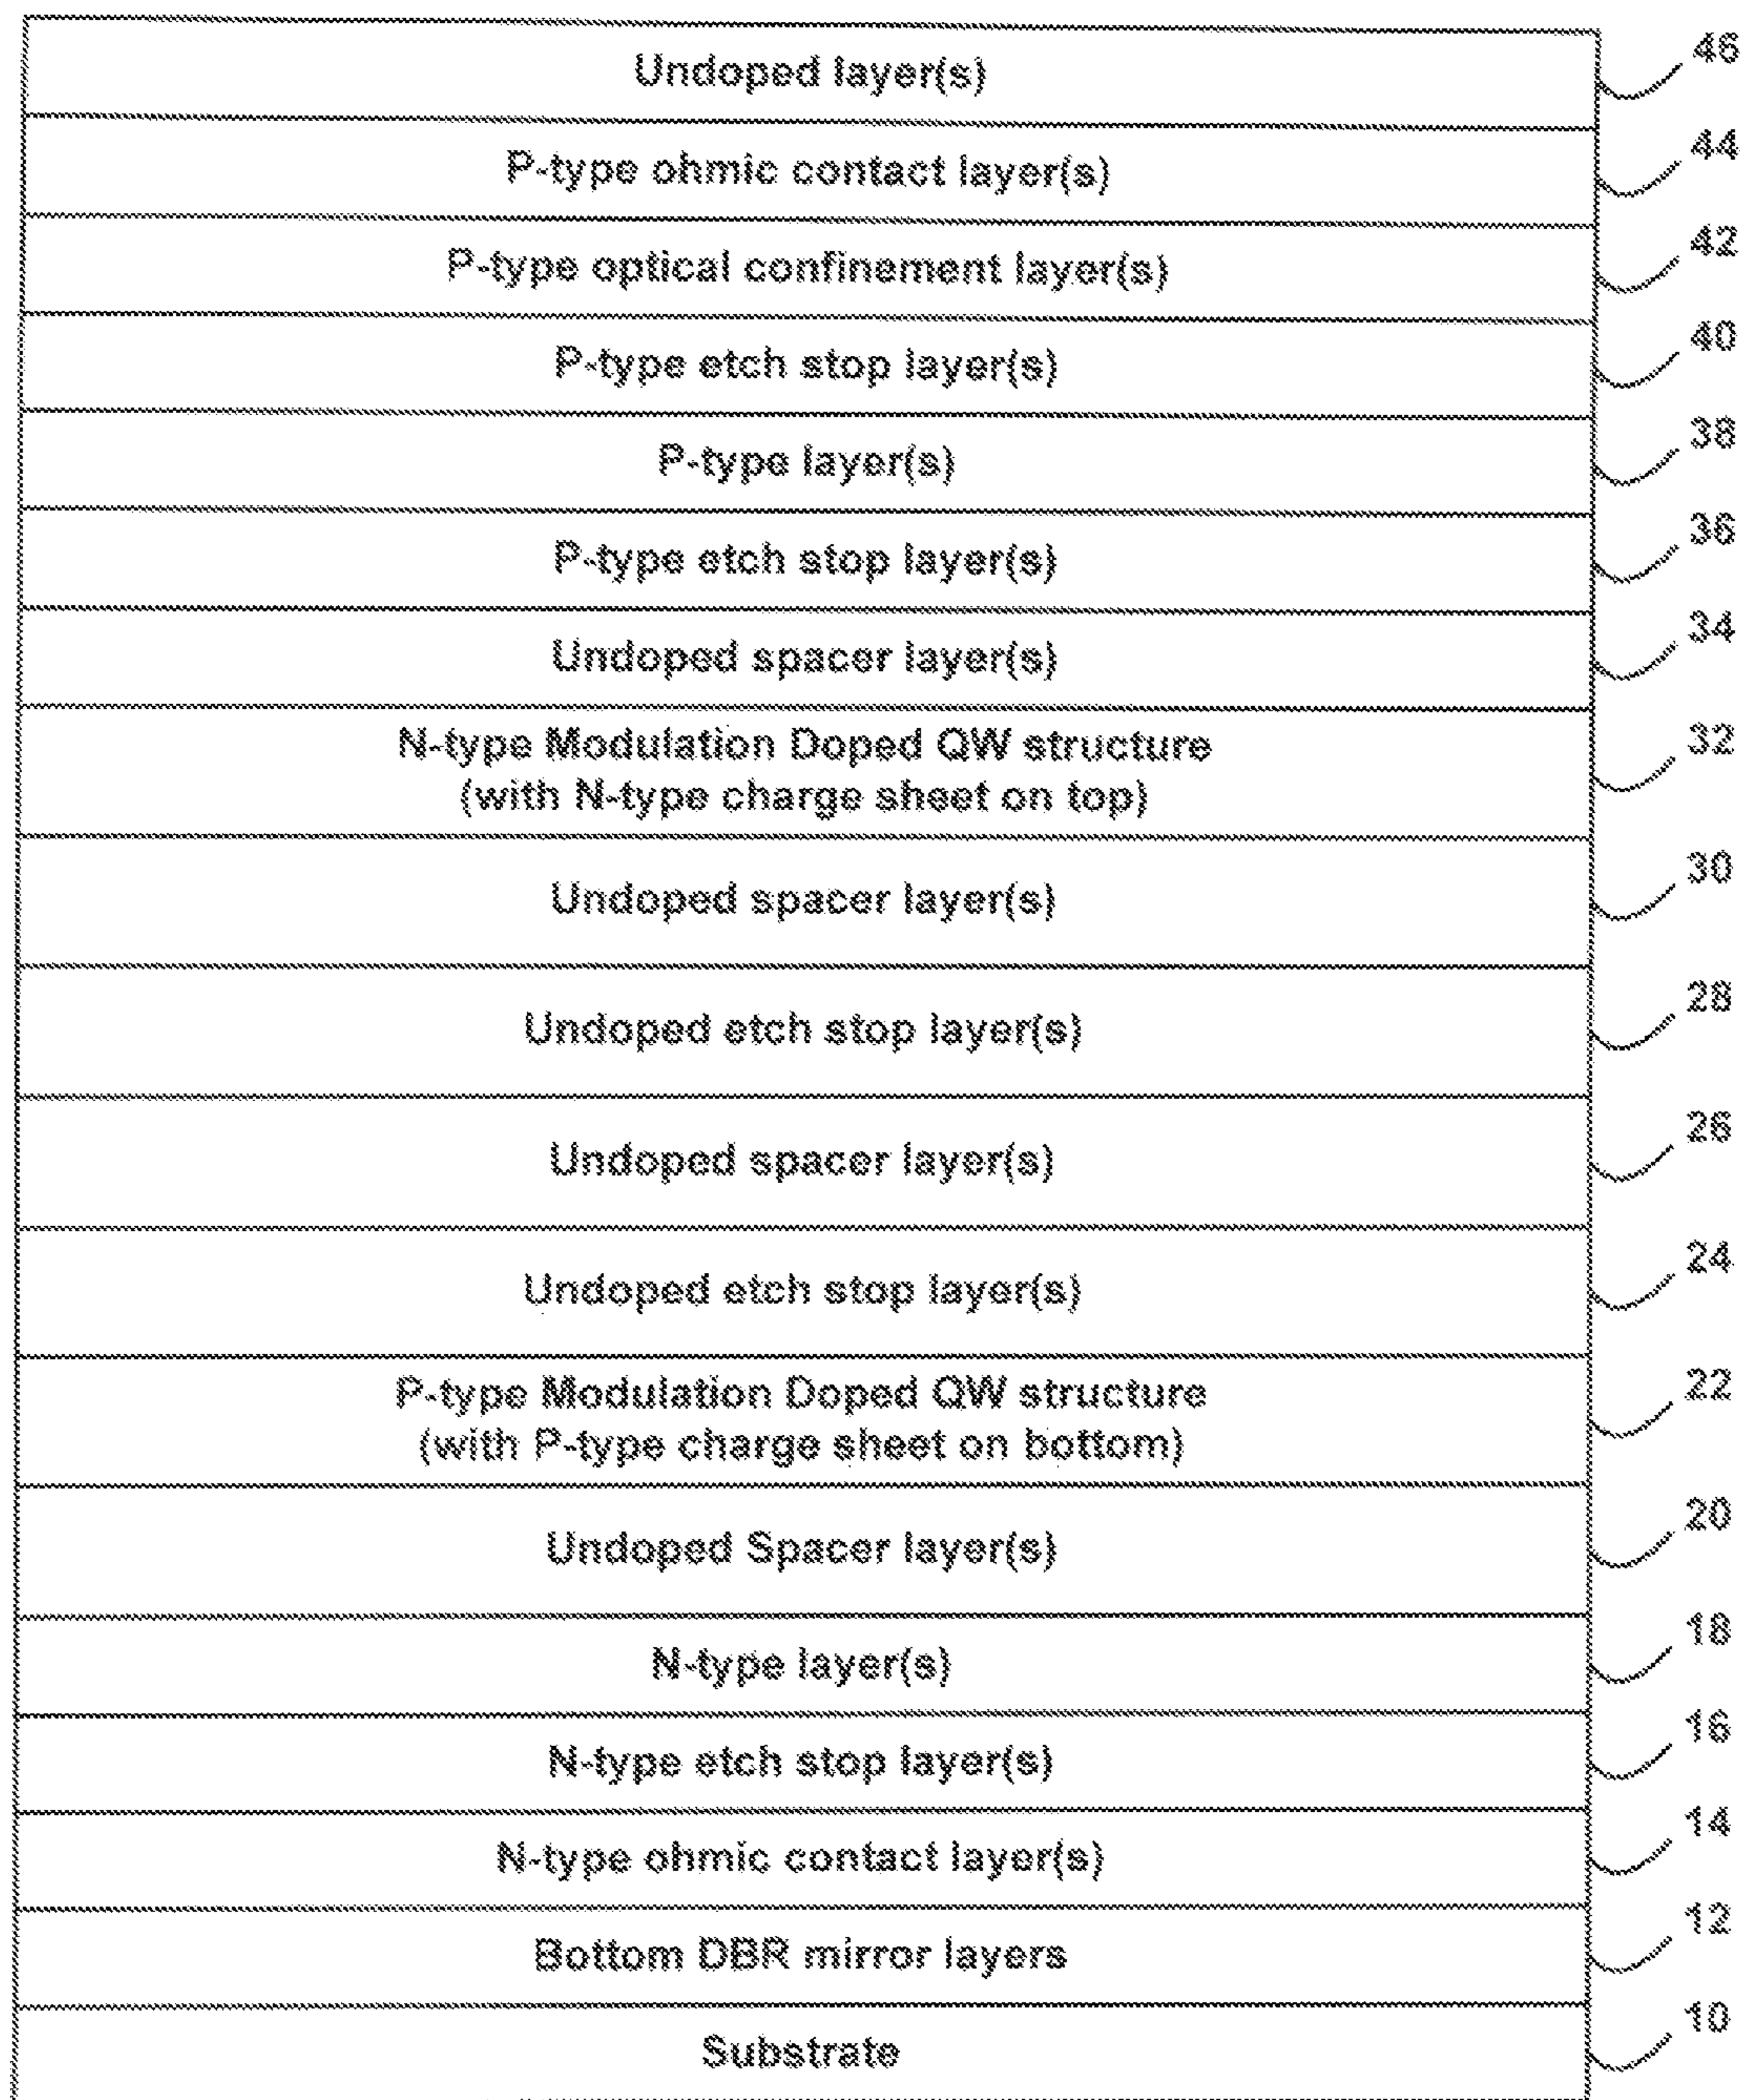 Undoped layer(s) 46
P-type ohmic contact layer(s) 44
P-type optical confinement layer(s) 42
P-type etch stop layer(s) 40
P-type layer(s) 38
P-type etch stop layer(s) 36
Undoped spacer layer(s) 34
N-type Modulation Doped QW structure 32
(with N-type charge sheet on top)
Undoped spacer layer(s) 30
Undoped etch stop layer(s) 28
Undoped spacer layer(s) 26
Undoped etch stop layer(s) 24
P-type Modulation Doped QW structure 22
(with P-type charge sheet on bottom)
Undoped Spacer layer(s) 20
N-type layer(s) 18
N-type etch stop layer(s) 16
N-type ohmic contact layer(s) 14
Bottom DBR mirror layers 12
Substrate 10